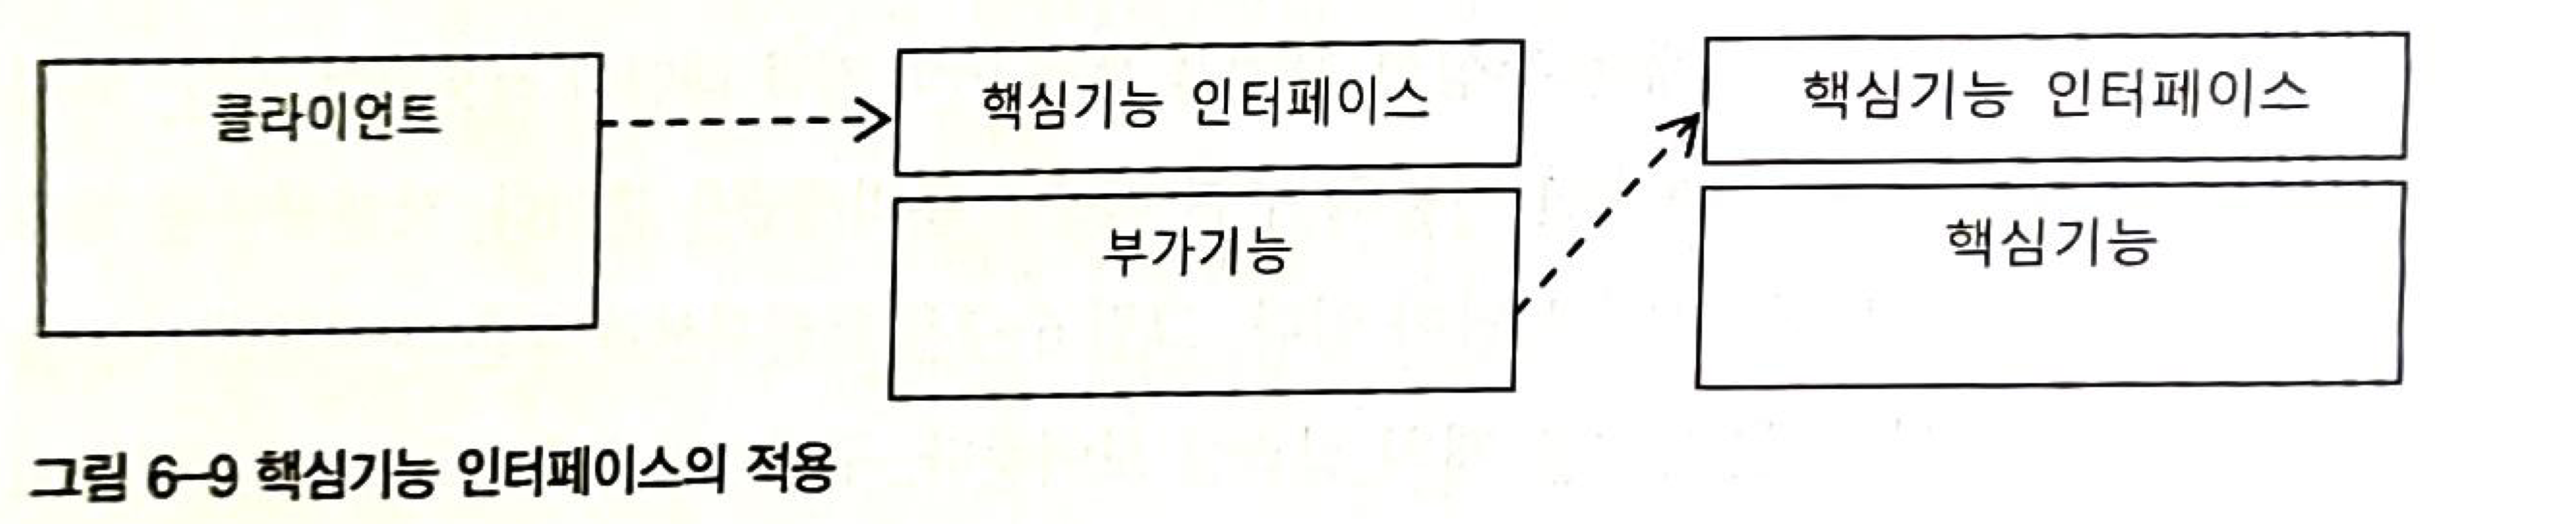 클라이언트
핵심기능 인터페이스
부가기능
핵심기능 인터페이스
핵심기능
그림 6-9 핵심기능 인터페이스의 적용